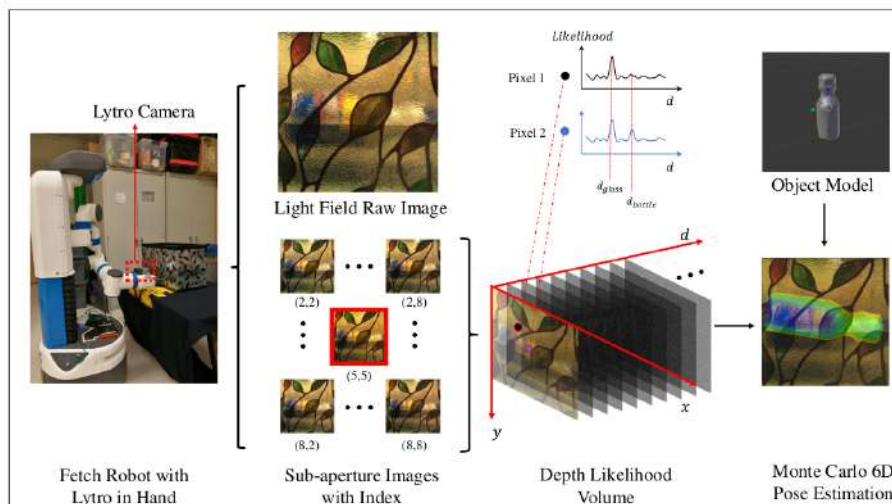 Lytro Camera
Fetch Robot with
Lytro in Hand
Light Field Raw Image
(2,2)
(2,8)
(5,5)
(8,2)
(8,8)
Sub-aperture Images
with Index
Likelihood
Pixel 1
d
Pixel 2
d
d_glass
d_bottle
d
x
y
Depth Likelihood
Volume
Object Model
Monte Carlo 6D
Pose Estimation